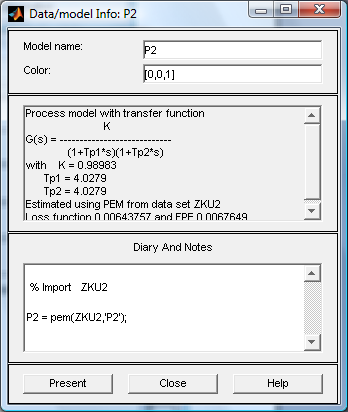 Data/model Info: P2
Model name:
P2
Color:
[0,0,1]
Process model with transfer function
K
G(s) = ---------------------------
(1+Tp1*s)(1+Tp2*s)
with    K = 0.98983
Tp1 = 4.0279
Tp2 = 4.0279
Estimated using PEM from data set ZKU2
Loss function 0.00643757 and FPE 0.0067649
Diary And Notes
% Import   ZKU2
P2 = pem(ZKU2,'P2');
Present
Close
Help